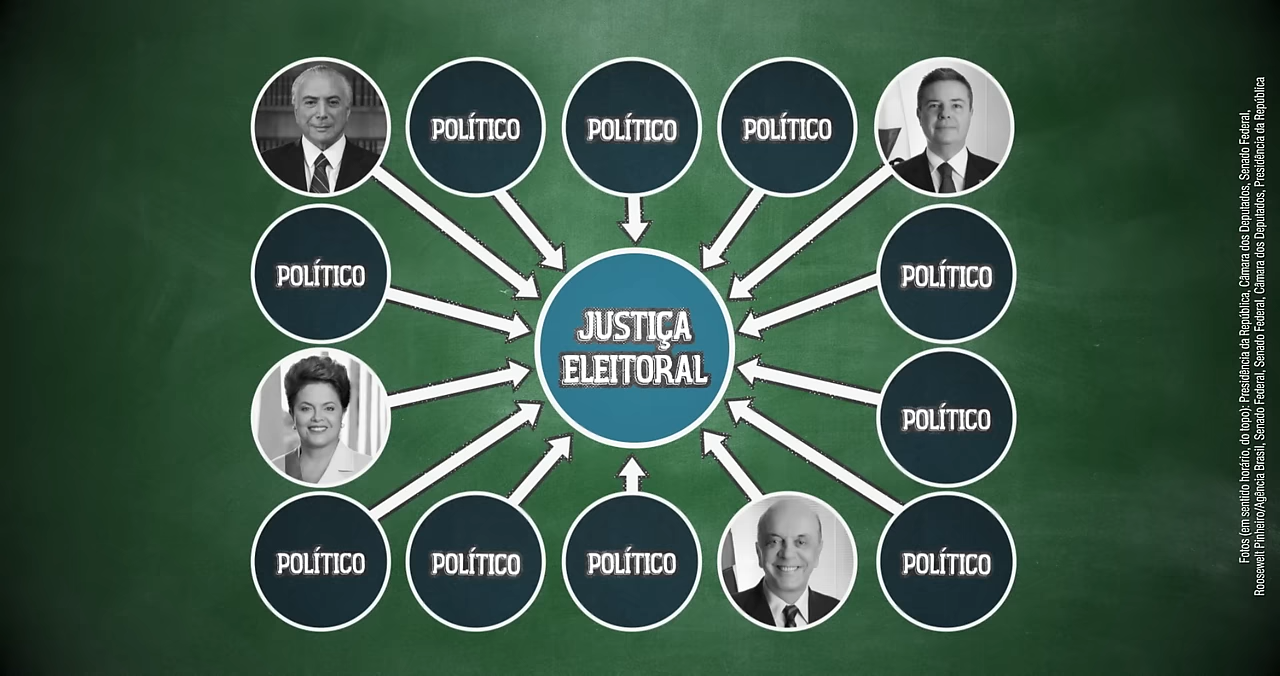 POLÍTICO
POLÍTICO
POLÍTICO
POLÍTICO
POLÍTICO
JUSTIÇA
ELEITORAL
POLÍTICO
POLÍTICO
POLÍTICO
POLÍTICO
POLÍTICO
Fotos (em sentido horário, do topo): Presidência da República, Câmara dos Deputados, Senado Federal,
Roosewelt Pinheiro/Agência Brasil, Senado Federal, Senado Federal, Câmara dos Deputados, Presidência da República